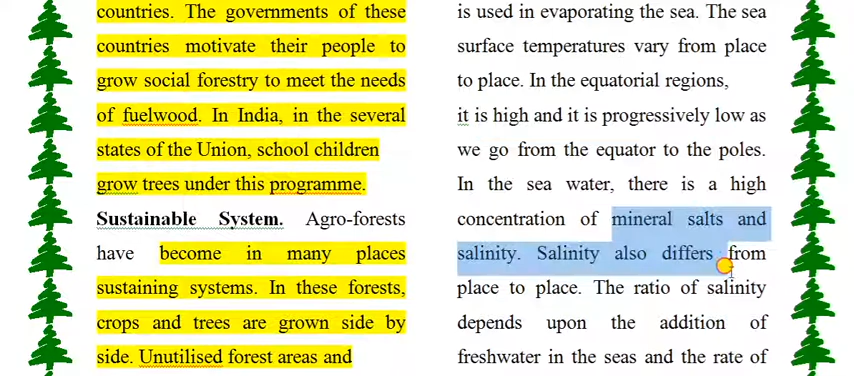 countries. The governments of these
countries motivate their people to
grow social forestry to meet the needs
of fuelwood. In India, in the several
states of the Union, school children
grow trees under this programme.
Sustainable System. Agro-forests
have become in many places
sustaining systems. In these forests,
crops and trees are grown side by
side. Unutilised forest areas and
is used in evaporating the sea. The sea
surface temperatures vary from place
to place. In the equatorial regions,
it is high and it is progressively low as
we go from the equator to the poles.
In the sea water, there is a high
concentration of mineral salts and
salinity. Salinity also differs from
place to place. The ratio of salinity
depends upon the addition of
freshwater in the seas and the rate of